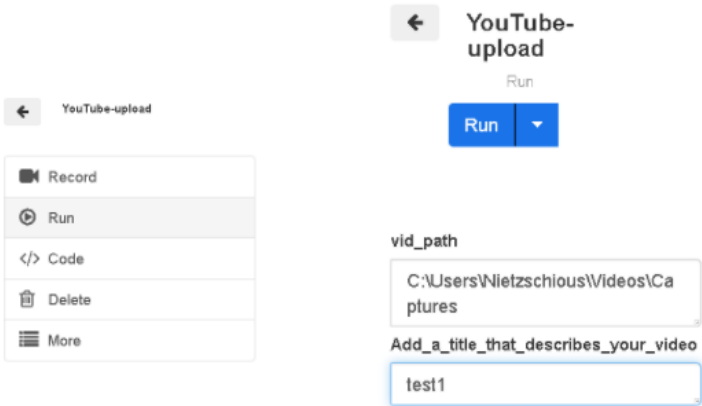 YouTube-upload
Record
Run
</> Code
Delete
More
YouTube-
upload
Run
Run
vid_path
C:\Users\Nietzschious\Videos\Ca
ptures
Add_a_title_that_describes_your_video
test1